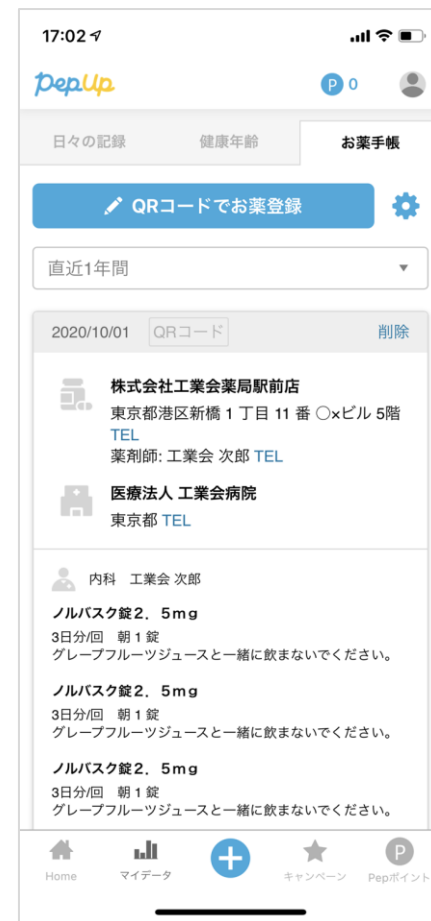 17:02
PepUp
P 0
日々の記録 健康年齢 お薬手帳
QRコードでお薬登録
直近1年間
2020/10/01 QRコード 削除
株式会社工業会薬局駅前店
東京都港区新橋 1 丁目 11 番 ○×ビル 5階
TEL
薬剤師: 工業会 次郎 TEL
医療法人 工業会病院
東京都 TEL
内科 工業会 次郎
ノルバスク錠2．5mg
3日分/回 朝1錠
グレープフルーツジュースと一緒に飲まないでください。
ノルバスク錠2．5mg
3日分/回 朝1錠
グレープフルーツジュースと一緒に飲まないでください。
ノルバスク錠2．5mg
3日分/回 朝1錠
グレープフルーツジュースと一緒に飲まないでください。
P
Home マイデータ キャンペーン Pepポイント